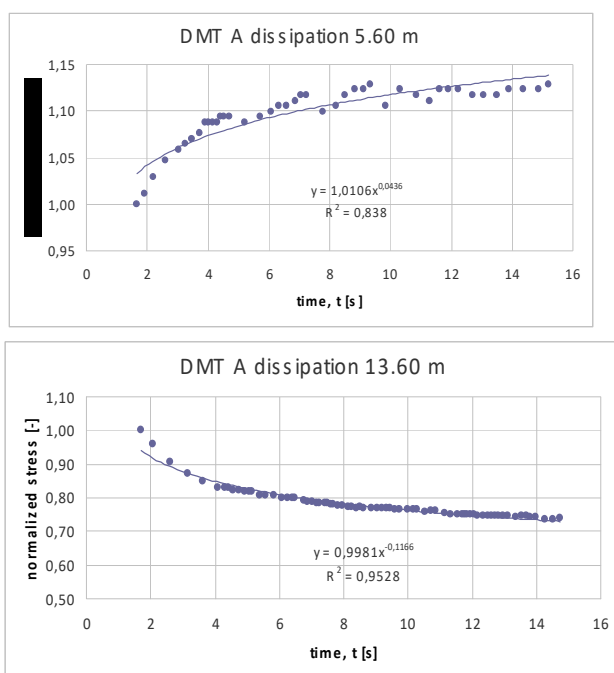 DMT A dissipation 5.60 m
1,15
1,10
1,05
1,00
0,95
y = 1,0106x^0,0436
R² = 0,838
0 2 4 6 8 10 12 14 16
time, t [s]
DMT A dissipation 13.60 m
normalized stress [-]
1,10
1,00
0,90
0,80
0,70
0,60
0,50
y = 0,9981x^-0,1166
R² = 0,9528
0 2 4 6 8 10 12 14 16
time, t [s]